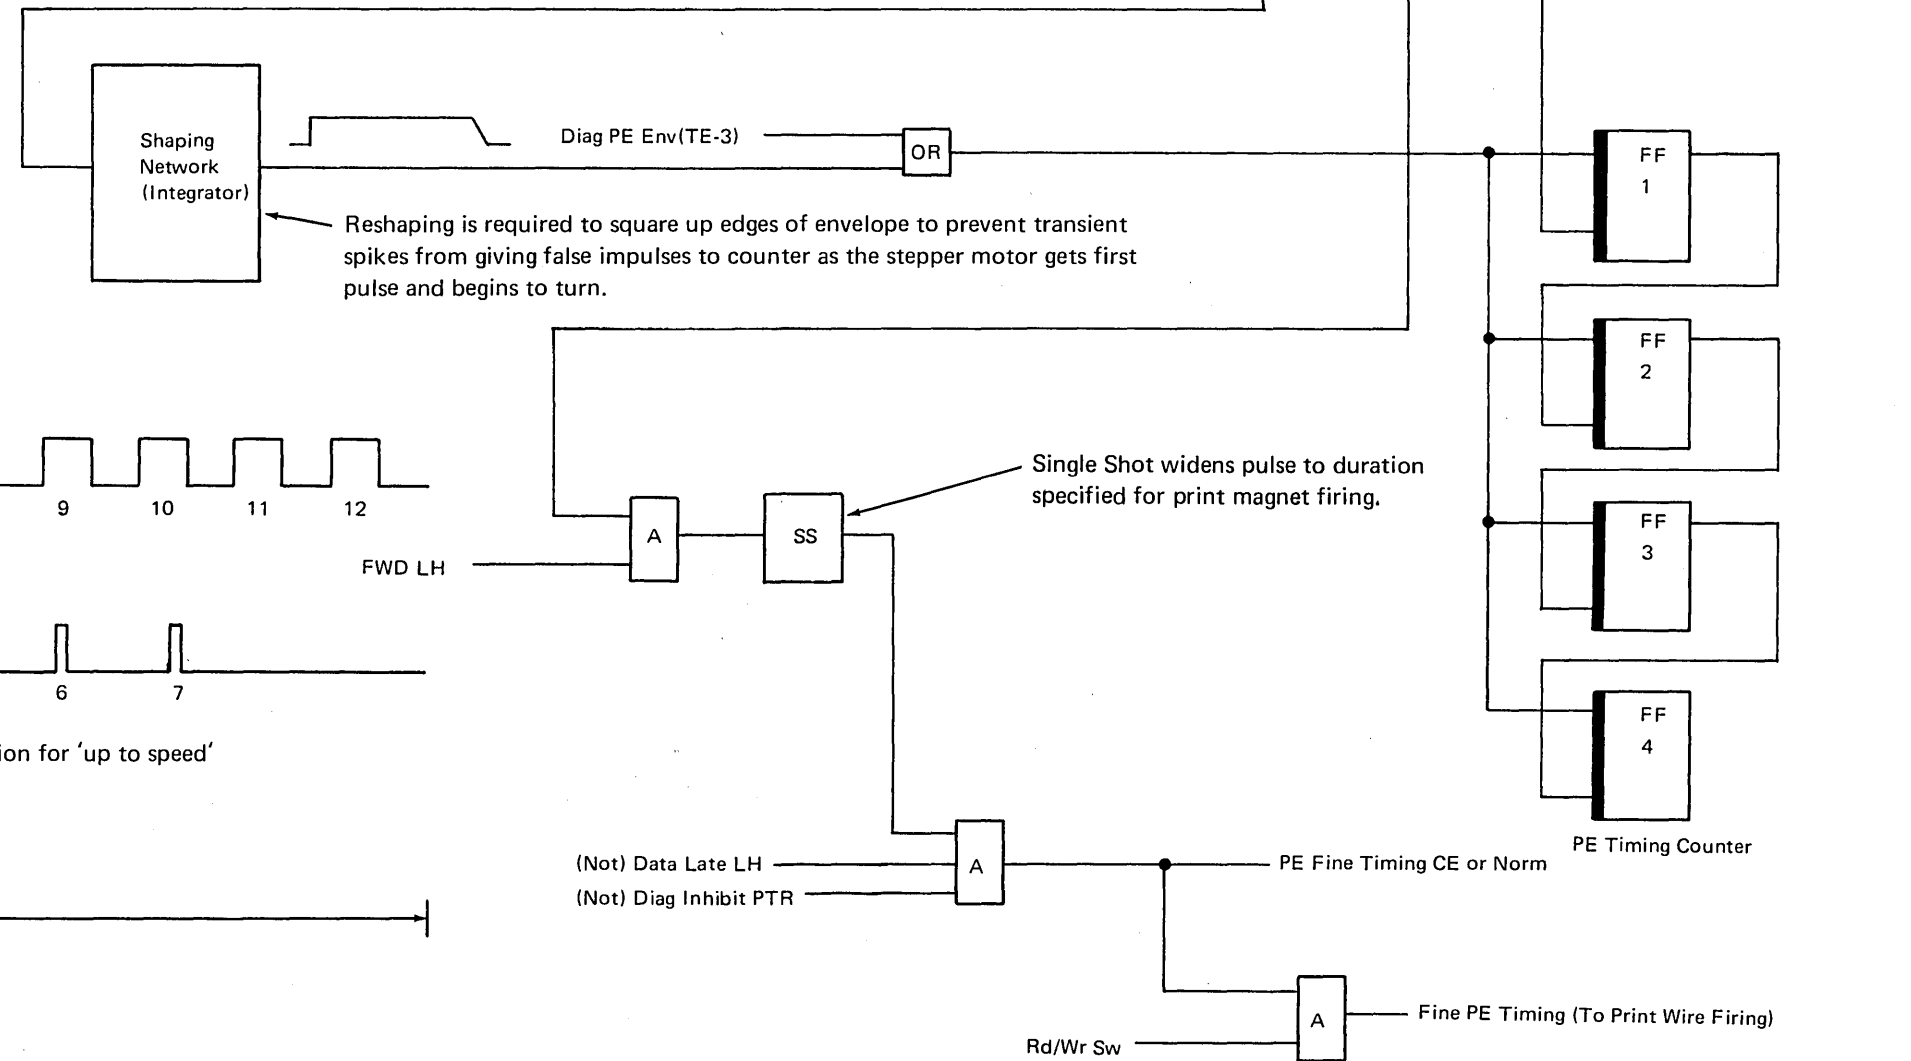 Shaping
Network
(Integrator)
Diag PE Env(TE-3)
OR
FF
1
Reshaping is required to square up edges of envelope to prevent transient
spikes from giving false impulses to counter as the stepper motor gets first
pulse and begins to turn.
FF
2
9 10 11 12
Single Shot widens pulse to duration
specified for print magnet firing.
A
SS
FWD LH
FF
3
6 7
ion for 'up to speed'
FF
4
PE Timing Counter
(Not) Data Late LH
(Not) Diag Inhibit PTR
A
PE Fine Timing CE or Norm
A
Fine PE Timing (To Print Wire Firing)
Rd/Wr Sw